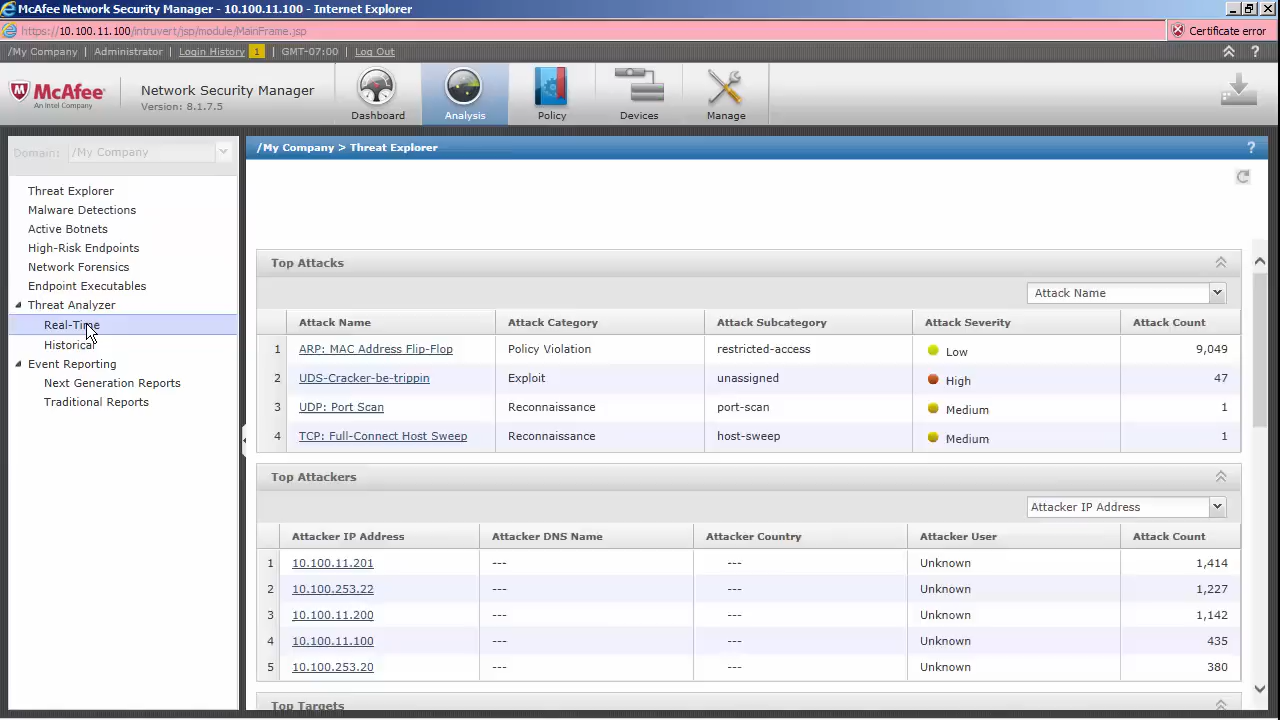 McAfee Network Security Manager - 10.100.11.100 - Internet Explorer
https://10.100.11.100/intruvert/jsp/module/MainFrame.jsp
Certificate error
/My Company | Administrator | Login History 1 | GMT-07:00 | Log Out
?
McAfee
An Intel Company
Network Security Manager
Version: 8.1.7.5
Dashboard
Analysis
Policy
Devices
Manage
Domain: /My Company
Threat Explorer
Malware Detections
Active Botnets
High-Risk Endpoints
Network Forensics
Endpoint Executables
Threat Analyzer
Real-Time
Historical
Event Reporting
Next Generation Reports
Traditional Reports
/My Company > Threat Explorer
?
Top Attacks
Attack Name
Attack Name Attack Category Attack Subcategory Attack Severity Attack Count
1 ARP: MAC Address Flip-Flop Policy Violation restricted-access Low 9,049
2 UDS-Cracker-be-trippin Exploit unassigned High 47
3 UDP: Port Scan Reconnaissance port-scan Medium 1
4 TCP: Full-Connect Host Sweep Reconnaissance host-sweep Medium 1
Top Attackers
Attacker IP Address
Attacker IP Address Attacker DNS Name Attacker Country Attacker User Attack Count
1 10.100.11.201 --- --- Unknown 1,414
2 10.100.253.22 --- --- Unknown 1,227
3 10.100.11.200 --- --- Unknown 1,142
4 10.100.11.100 --- --- Unknown 435
5 10.100.253.20 --- --- Unknown 380
Top Targets